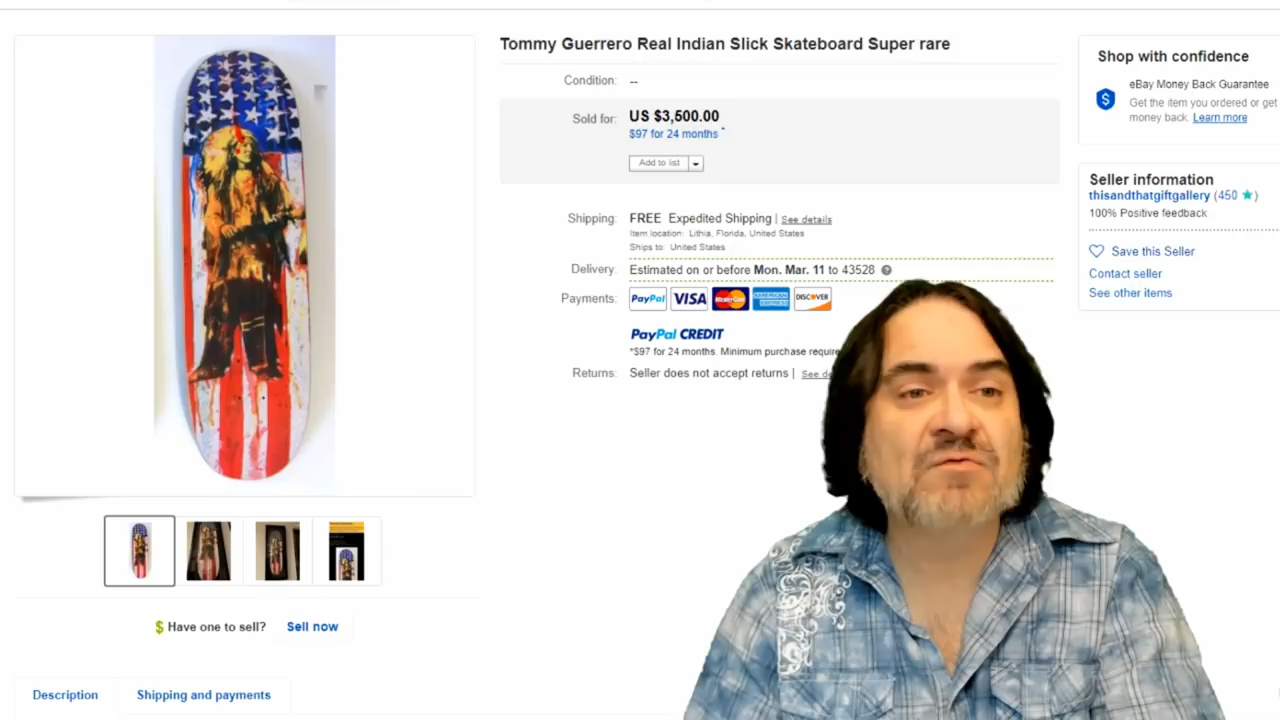 Tommy Guerrero Real Indian Slick Skateboard Super rare
Condition: --
Sold for: US $3,500.00
$97 for 24 months *
Add to list
Shipping: FREE Expedited Shipping | See details
Item location: Lithia, Florida, United States
Ships to: United States
Delivery: Estimated on or before Mon. Mar. 11 to 43528
Payments: PayPal VISA MasterCard AMERICAN EXPRESS DISCOVER
PayPal CREDIT
*$97 for 24 months. Minimum purchase require
Returns: Seller does not accept returns | See de
Shop with confidence
eBay Money Back Guarantee
Get the item you ordered or get
money back. Learn more
Seller information
thisandthatgiftgallery (450 ★)
100% Positive feedback
Save this Seller
Contact seller
See other items
$ Have one to sell? Sell now
Description
Shipping and payments